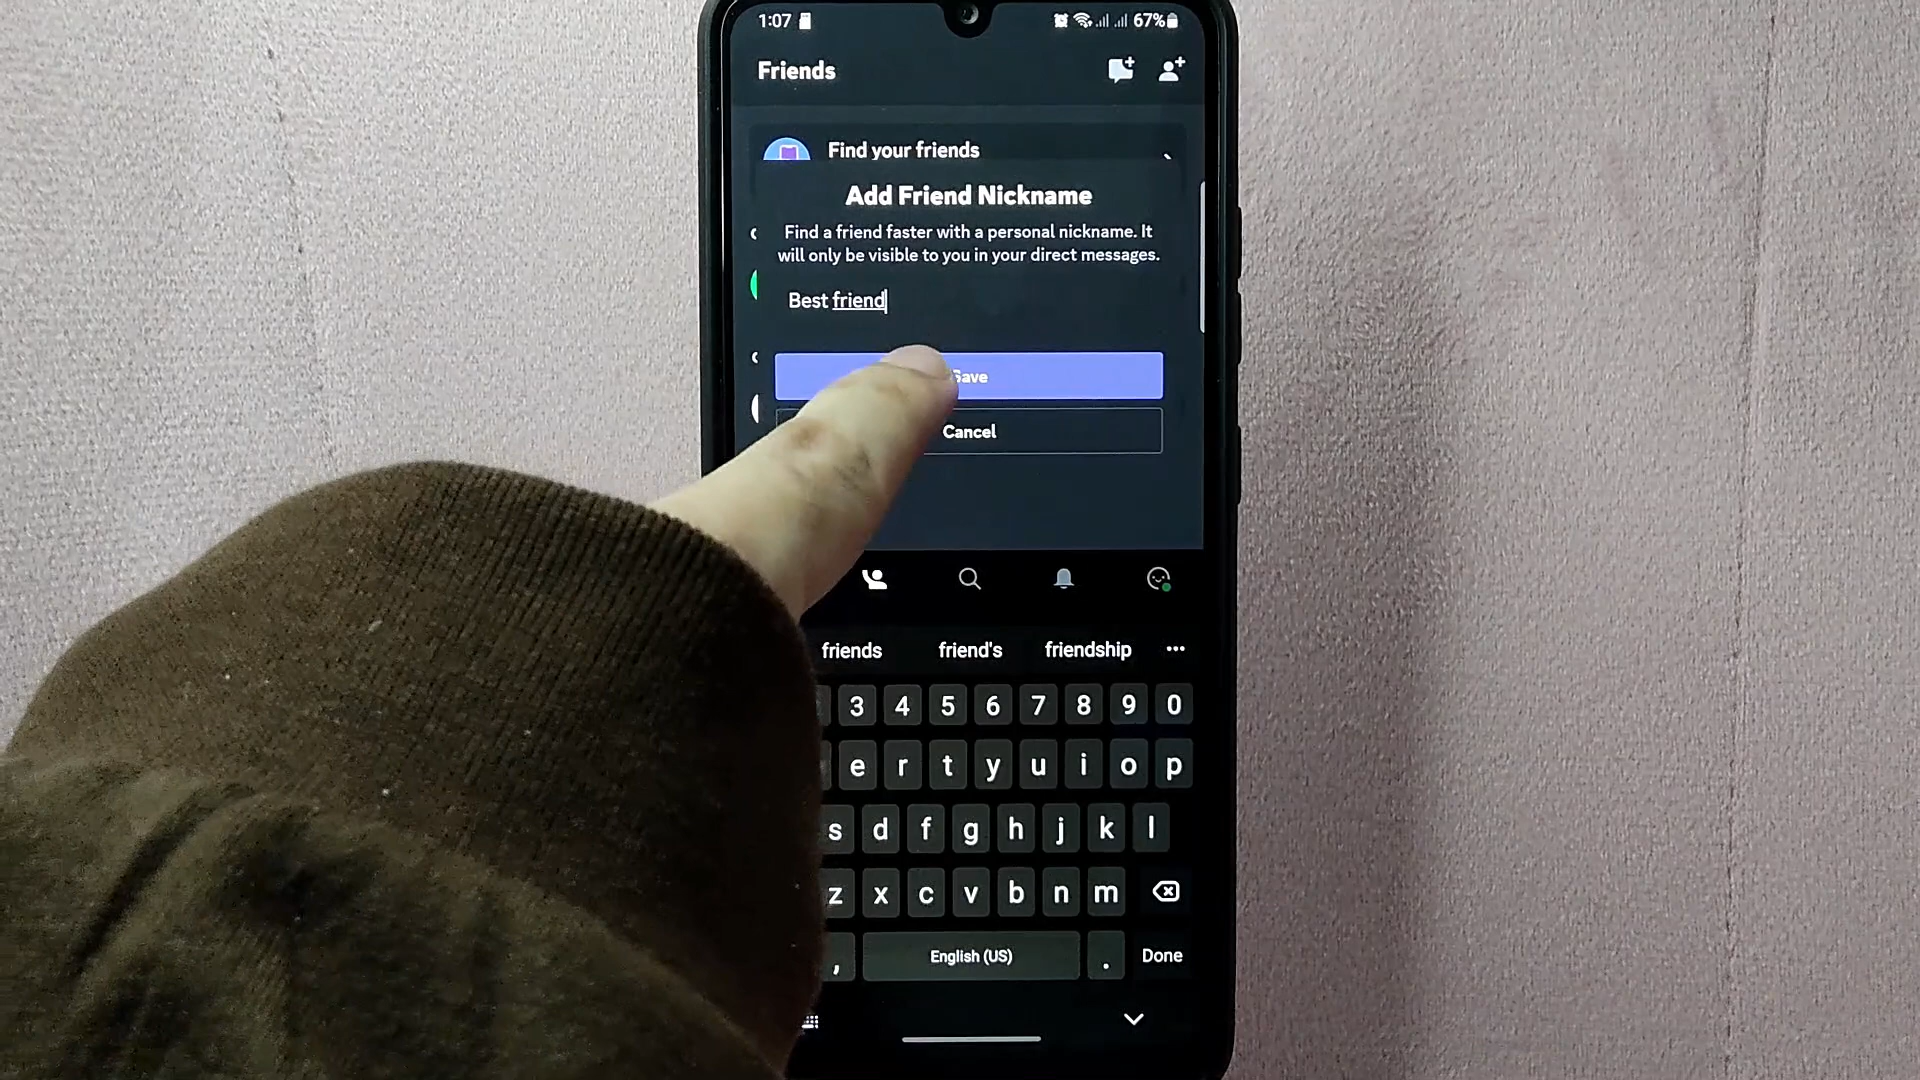 1:07 67%
Friends
Find your friends
Add Friend Nickname
Find a friend faster with a personal nickname. It
will only be visible to you in your direct messages.
Best friend
Save
Cancel
friends friend's friendship •••
3 4 5 6 7 8 9 0
e r t y u i o p
s d f g h j k l
z x c v b n m
, English (US) . Done